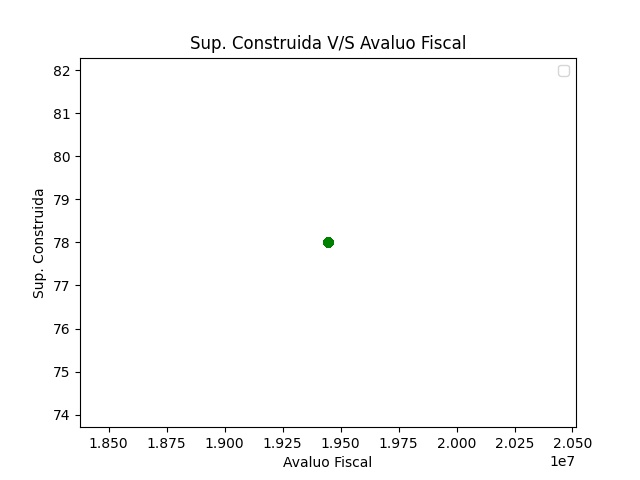 Sup. Construida V/S Avaluo Fiscal
82
81
80
79
78
77
76
75
74
Sup. Construida
1.850 1.875 1.900 1.925 1.950 1.975 2.000 2.025 2.050
1e7
Avaluo Fiscal